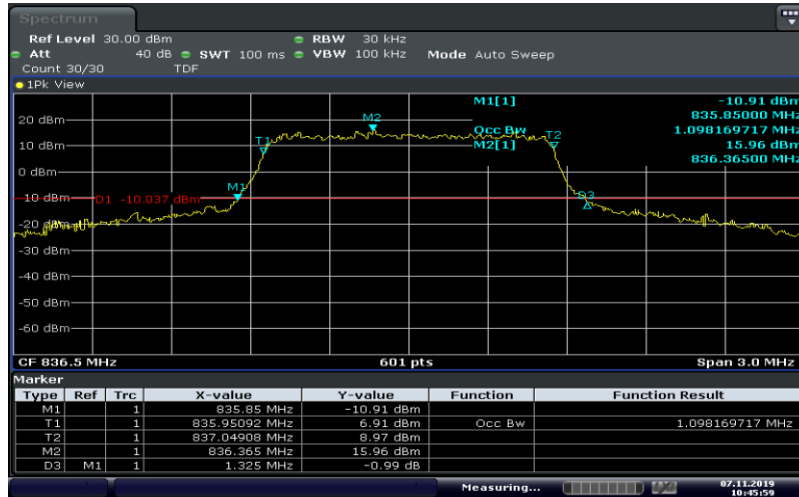 Spectrum
Ref Level 30.00 dBm RBW 30 kHz
Att 40 dB SWT 100 ms VBW 100 kHz Mode Auto Sweep
Count 30/30 TDF
1Pk View
M1[1] -10.91 dBm
835.85000 MHz
Occ Bw 1.098169717 MHz
M2[1] 15.96 dBm
836.36500 MHz
20 dBm
M2
T1
T2
10 dBm
0 dBm
M1
D3
-10 dBm
D1 -10.037 dBm
-20 dBm
-30 dBm
-40 dBm
-50 dBm
-60 dBm
CF 836.5 MHz 601 pts Span 3.0 MHz
Marker
Type Ref Trc X-value Y-value Function Function Result
M1 1 835.85 MHz -10.91 dBm
T1 1 835.95092 MHz 6.91 dBm Occ Bw 1.098169717 MHz
T2 1 837.04908 MHz 8.97 dBm
M2 1 836.365 MHz 15.96 dBm
D3 M1 1 1.325 MHz -0.99 dB
Measuring... 07.11.2019
10:45:59